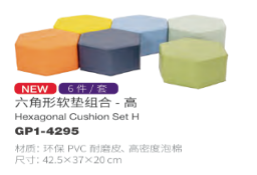 NEW 6 件 / 套
六角形软垫组合 - 高
Hexagonal Cushion Set H
GP1-4295
材质: 环保 PVC 耐磨皮、高密度泡棉
尺寸: 42.5×37×20 cm